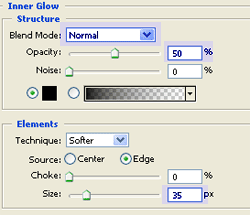 Inner Glow
Structure
Blend Mode: Normal
Opacity: 50 %
Noise: 0 %
Elements
Technique: Softer
Source: Center Edge
Choke: 0 %
Size: 35 px